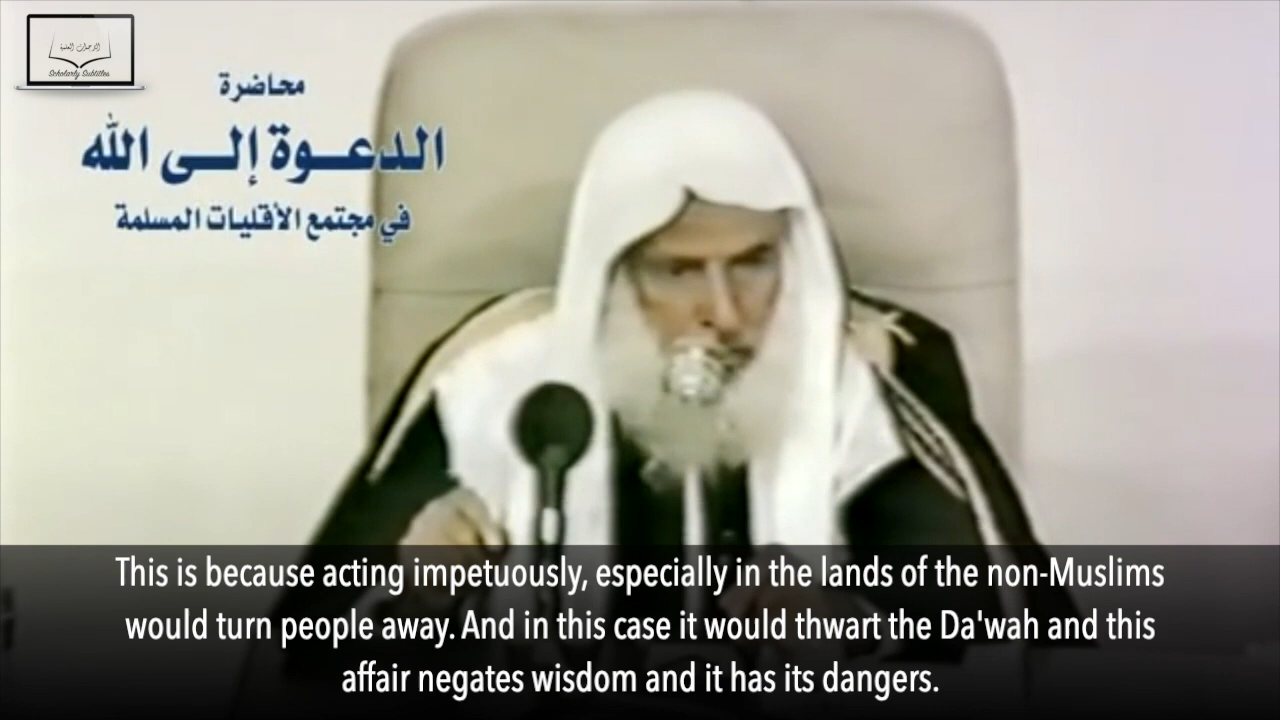 Scholarly Subtitles
محاضرة
الدعوة إلى الله
في مجتمع الأقليات المسلمة
This is because acting impetuously, especially in the lands of the non-Muslims
would turn people away. And in this case it would thwart the Da'wah and this
affair negates wisdom and it has its dangers.